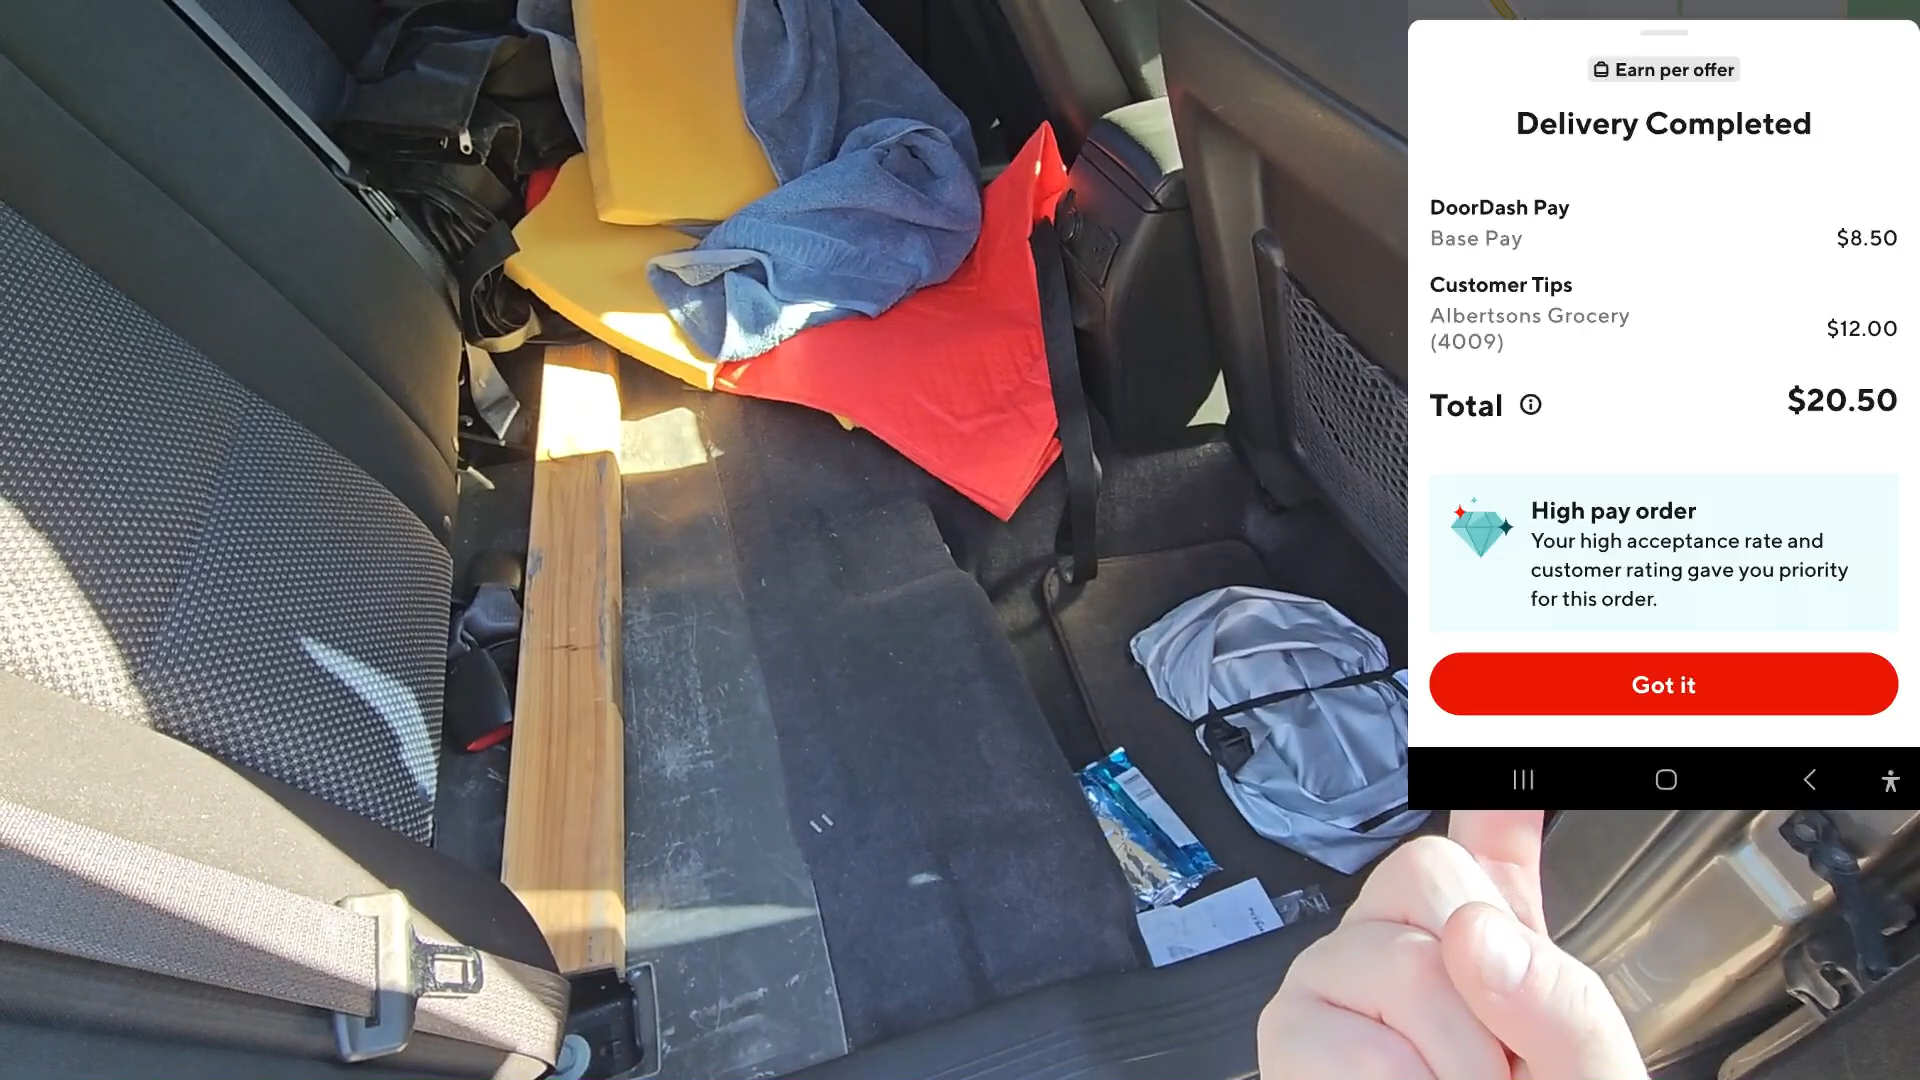 Earn per offer
Delivery Completed
DoorDash Pay
Base Pay $8.50
Customer Tips
Albertsons Grocery
(4009) $12.00
Total $20.50
High pay order
Your high acceptance rate and
customer rating gave you priority
for this order.
Got it